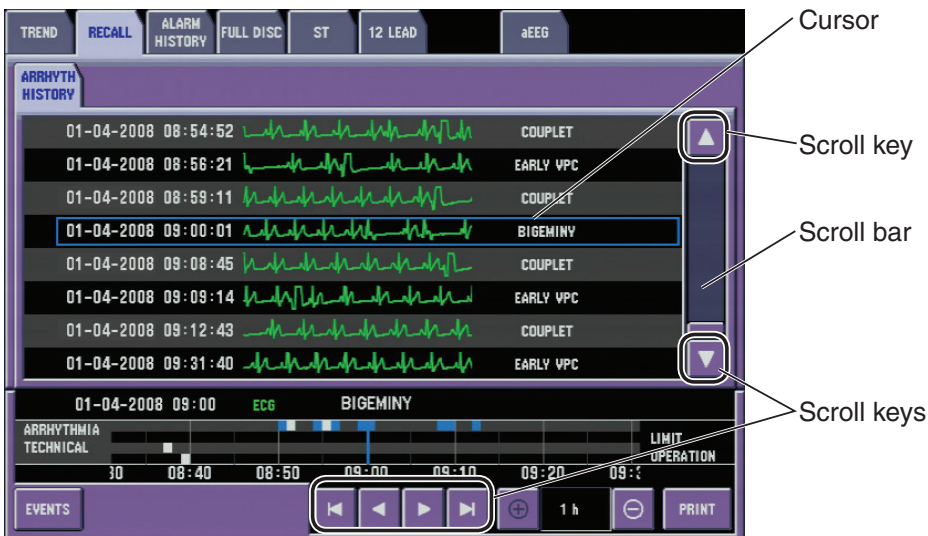 TREND RECALL ALARM HISTORY FULL DISC ST 12 LEAD aEEG
Cursor
ARRHYTH
HISTORY
01-04-2008 08:54:52 COUPLET
Scroll key
01-04-2008 08:56:21 EARLY VPC
01-04-2008 08:59:11 COUPLET
01-04-2008 09:00:01 BIGEMINY
Scroll bar
01-04-2008 09:08:45 COUPLET
01-04-2008 09:09:14 EARLY VPC
01-04-2008 09:12:43 COUPLET
01-04-2008 09:31:40 EARLY VPC
01-04-2008 09:00 ECG BIGEMINY
Scroll keys
ARRHYTHMIA
TECHNICAL
LIMIT
OPERATION
30 08:40 08:50 09:00 09:10 09:20 09:
EVENTS 1 h PRINT